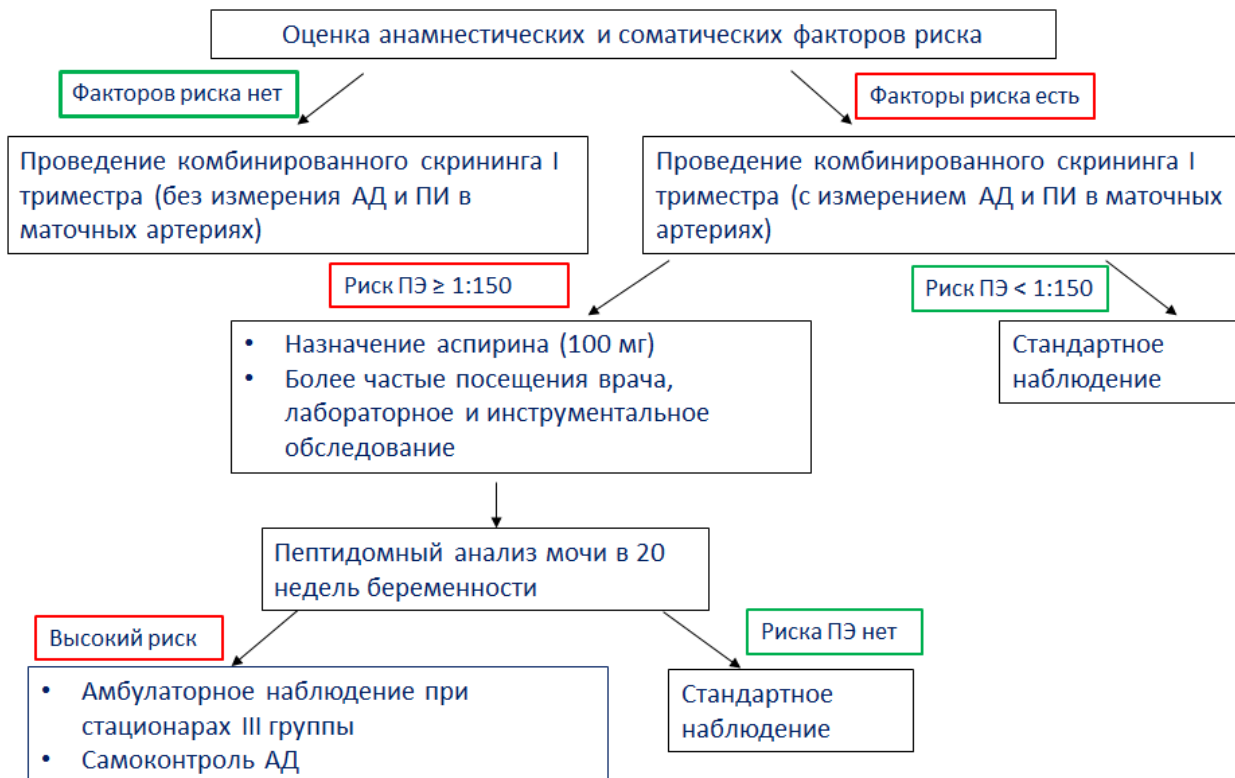 Оценка анамнестических и соматических факторов риска
Факторов риска нет
Факторы риска есть
Проведение комбинированного скрининга I
триместра (без измерения АД и ПИ в
маточных артериях)
Проведение комбинированного скрининга I
триместра (с измерением АД и ПИ в маточных
артериях)
Риск ПЭ ≥ 1:150
Риск ПЭ < 1:150
• Назначение аспирина (100 мг)
• Более частые посещения врача,
лабораторное и инструментальное
обследование
Стандартное
наблюдение
Пептидомный анализ мочи в 20
недель беременности
Высокий риск
Риска ПЭ нет
• Амбулаторное наблюдение при
стационарах III группы
• Самоконтроль АД
Стандартное
наблюдение